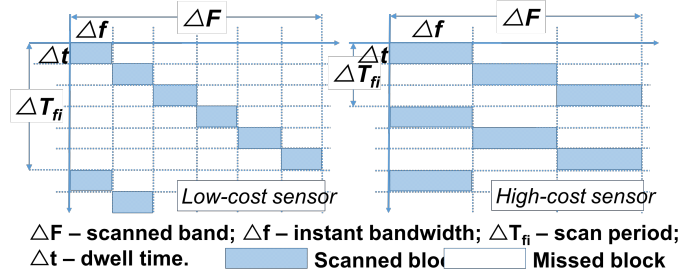 △F △F
△f △f
△t △t
△T_fi △T_fi
Low-cost sensor High-cost sensor
△F – scanned band; △f – instant bandwidth; △T_fi – scan period;
△t – dwell time. Scanned Missed block